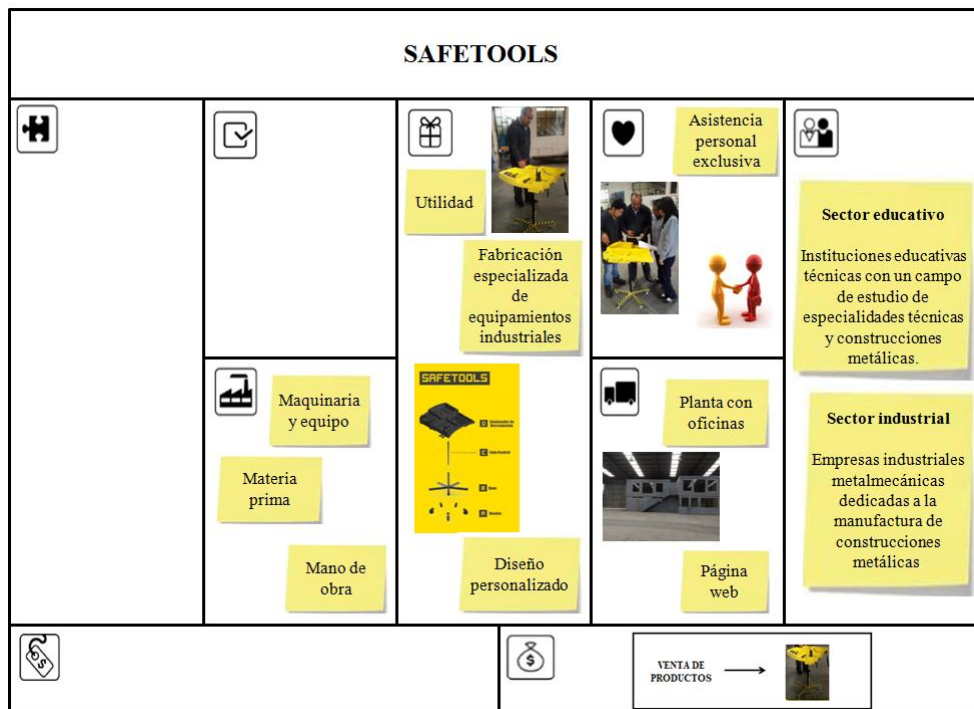 SAFETOOLS
Utilidad
Fabricación
especializada
de
equipamientos
industriales
SAFETOOLS
D
C
B
A
Diseño
personalizado
Asistencia
personal
exclusiva
Sector educativo
Instituciones educativas
técnicas con un campo
de estudio de
especialidades técnicas
y construcciones
metálicas.
Sector industrial
Empresas industriales
metalmecánicas
dedicadas a la
manufactura de
construcciones
metálicas
Maquinaria
y equipo
Materia
prima
Mano de
obra
Planta con
oficinas
Página
web
S
$
VENTA DE
PRODUCTOS